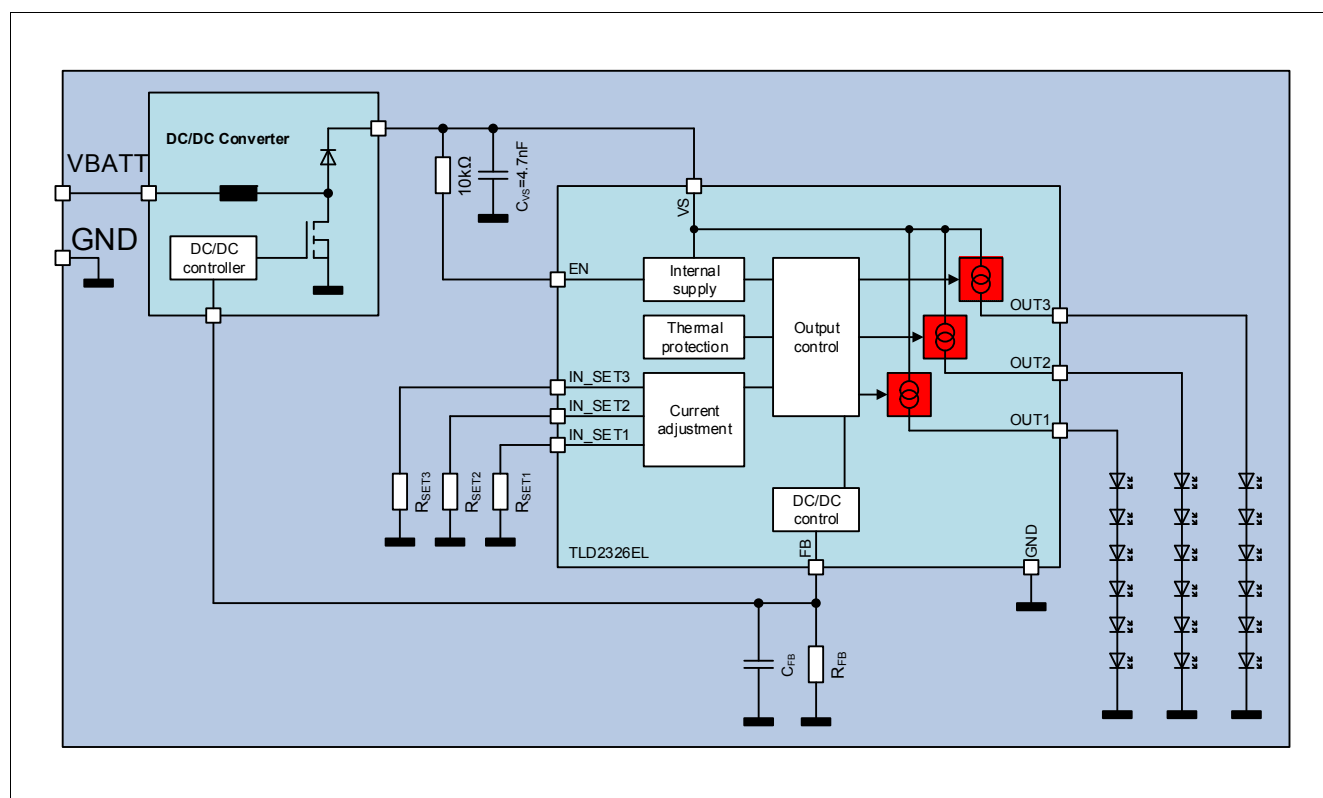 DC/DC Converter
VBATT
GND
DC/DC
controller
10kΩ
CVS=4.7nF
VS
EN
Internal
supply
Thermal
protection
Output
control
IN_SET3
IN_SET2
IN_SET1
Current
adjustment
OUT3
OUT2
OUT1
RSET3
RSET2
RSET1
DC/DC
control
TLD2326EL
FB
GND
CFB
RFB